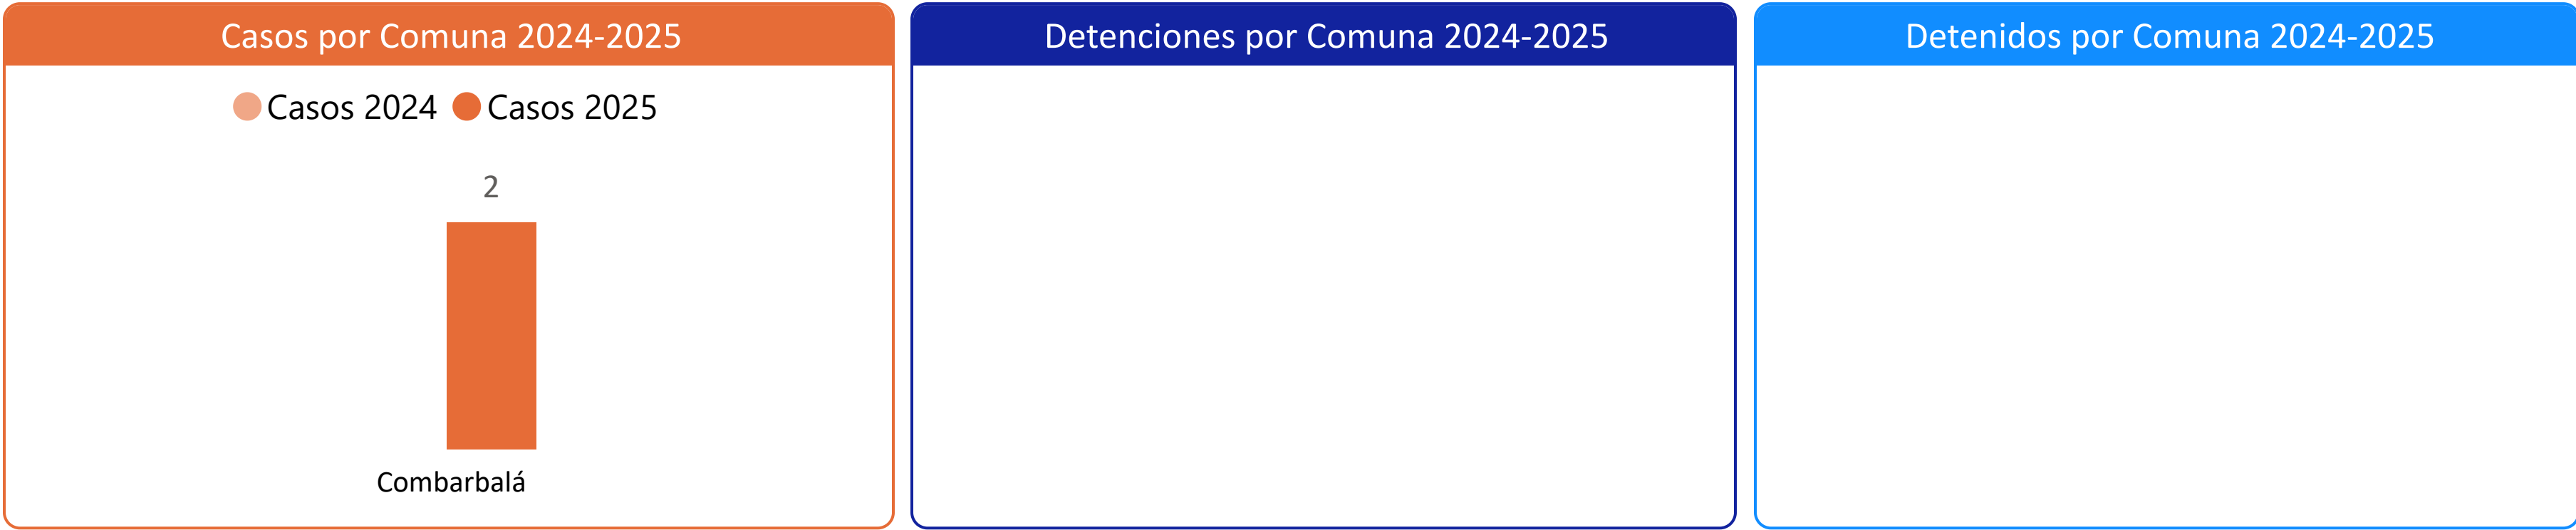 Casos por Comuna 2024-2025
Casos 2024 Casos 2025
2
Combarbalá
Detenciones por Comuna 2024-2025
Detenidos por Comuna 2024-2025